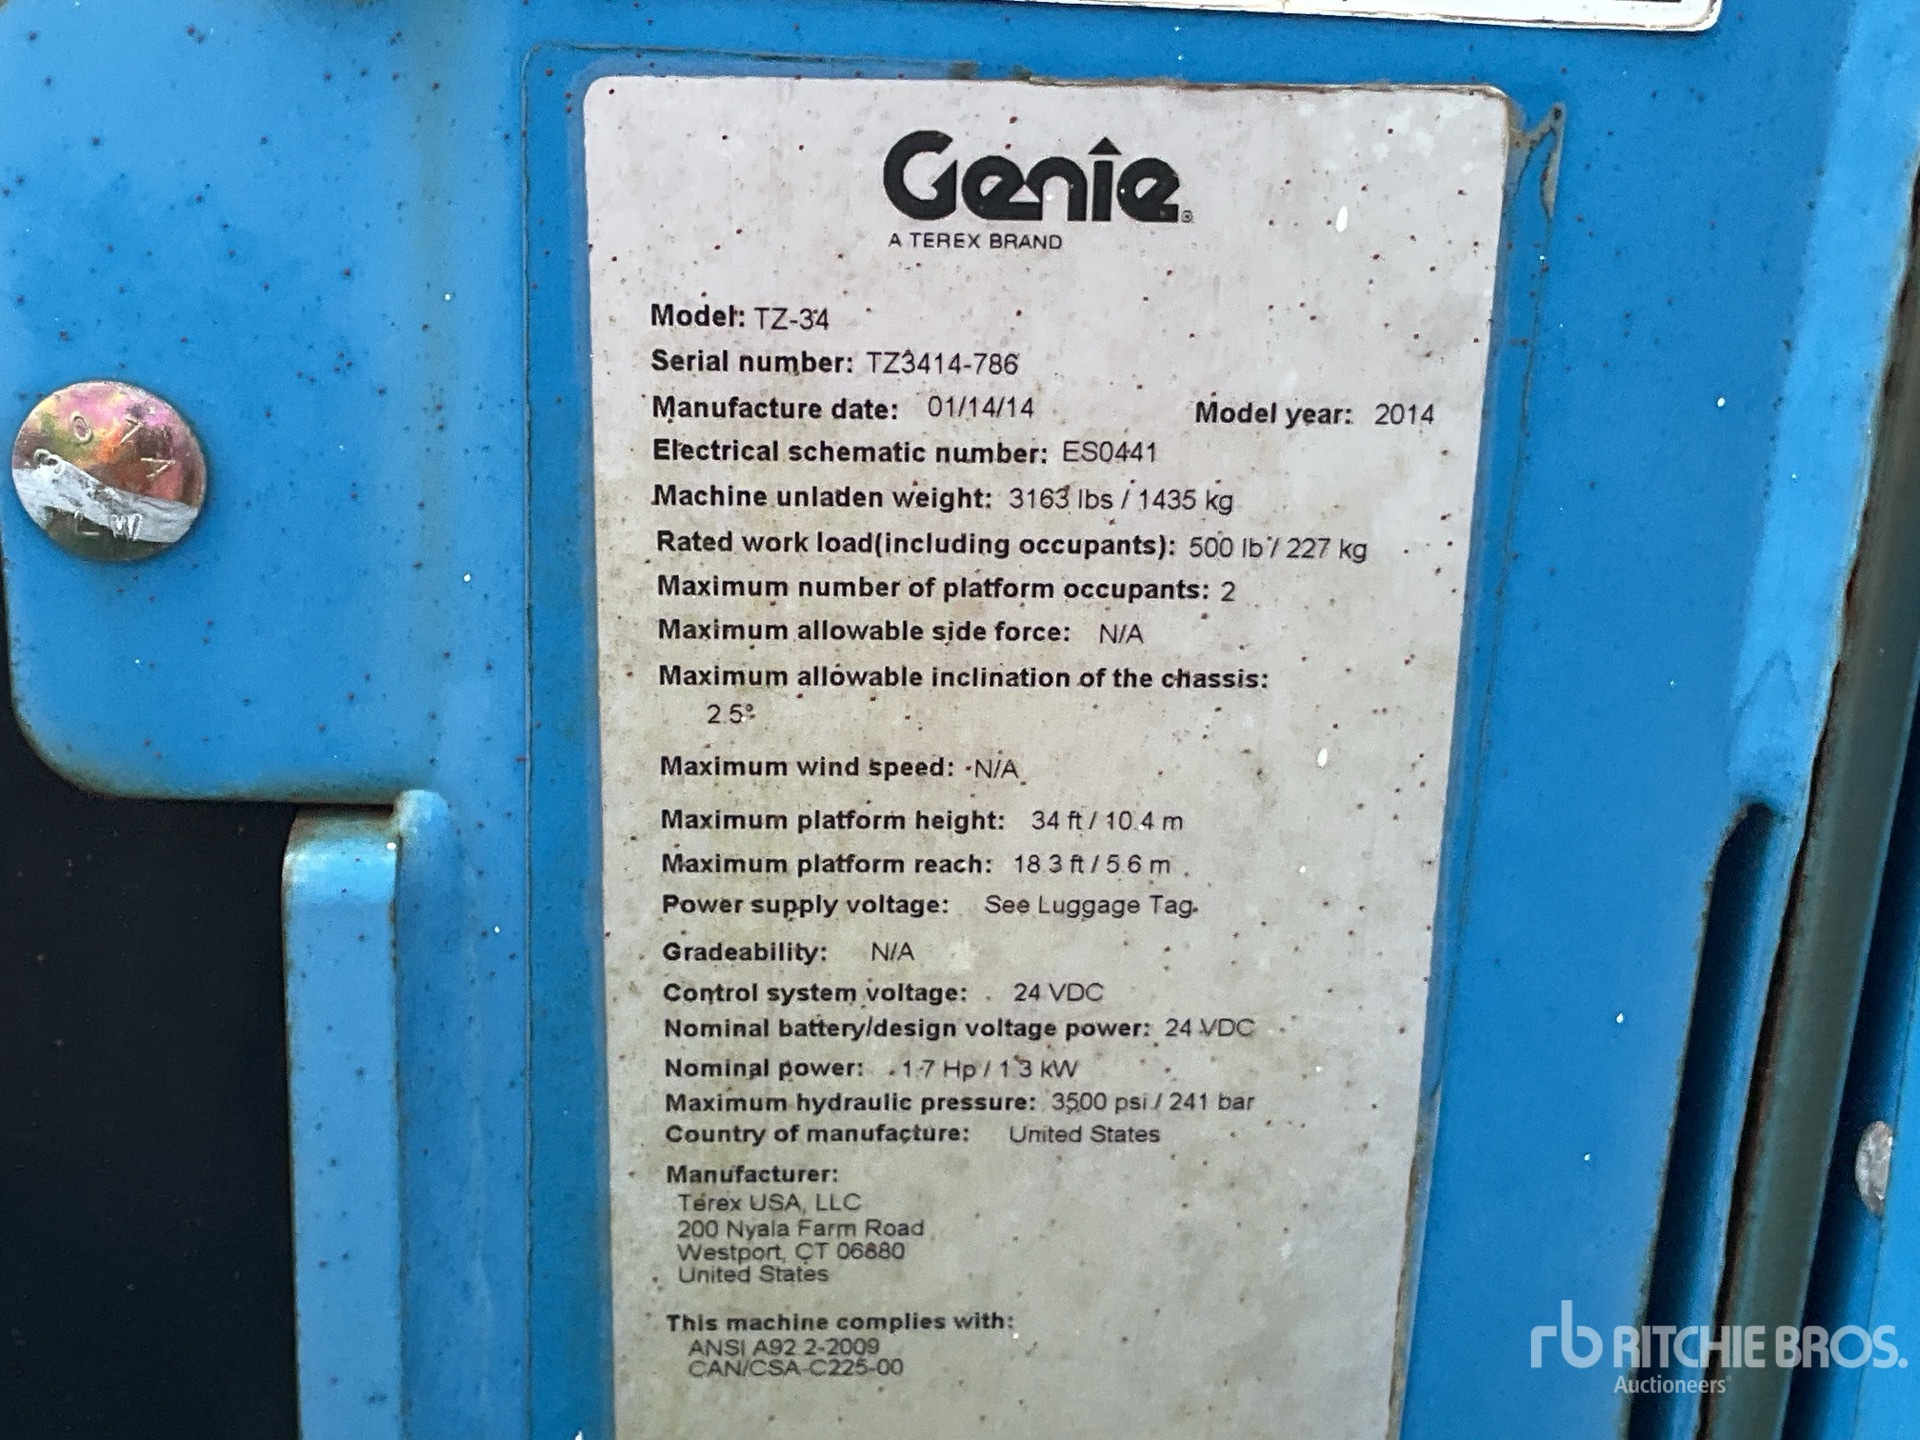 Genie
A TEREX BRAND
Model: TZ-34
Serial number: TZ3414-786
Manufacture date: 01/14/14 Model year: 2014
Electrical schematic number: ES0441
Machine unladen weight: 3163 lbs / 1435 kg
Rated work load(including occupants): 500 lb / 227 kg
Maximum number of platform occupants: 2
Maximum allowable side force: N/A
Maximum allowable inclination of the chassis:
2.5°
Maximum wind speed: N/A
Maximum platform height: 34 ft / 10.4 m
Maximum platform reach: 18.3 ft / 5.6 m
Power supply voltage: See Luggage Tag
Gradeability: N/A
Control system voltage: 24 VDC
Nominal battery/design voltage power: 24 VDC
Nominal power: 1.7 Hp / 1.3 kW
Maximum hydraulic pressure: 3500 psi / 241 bar
Country of manufacture: United States
Manufacturer:
Terex USA, LLC
200 Nyala Farm Road
Westport, CT 06880
United States
This machine complies with:
ANSI A92.2-2009
CAN/CSA-C225-00
rb RITCHIE BROS.
Auctioneers